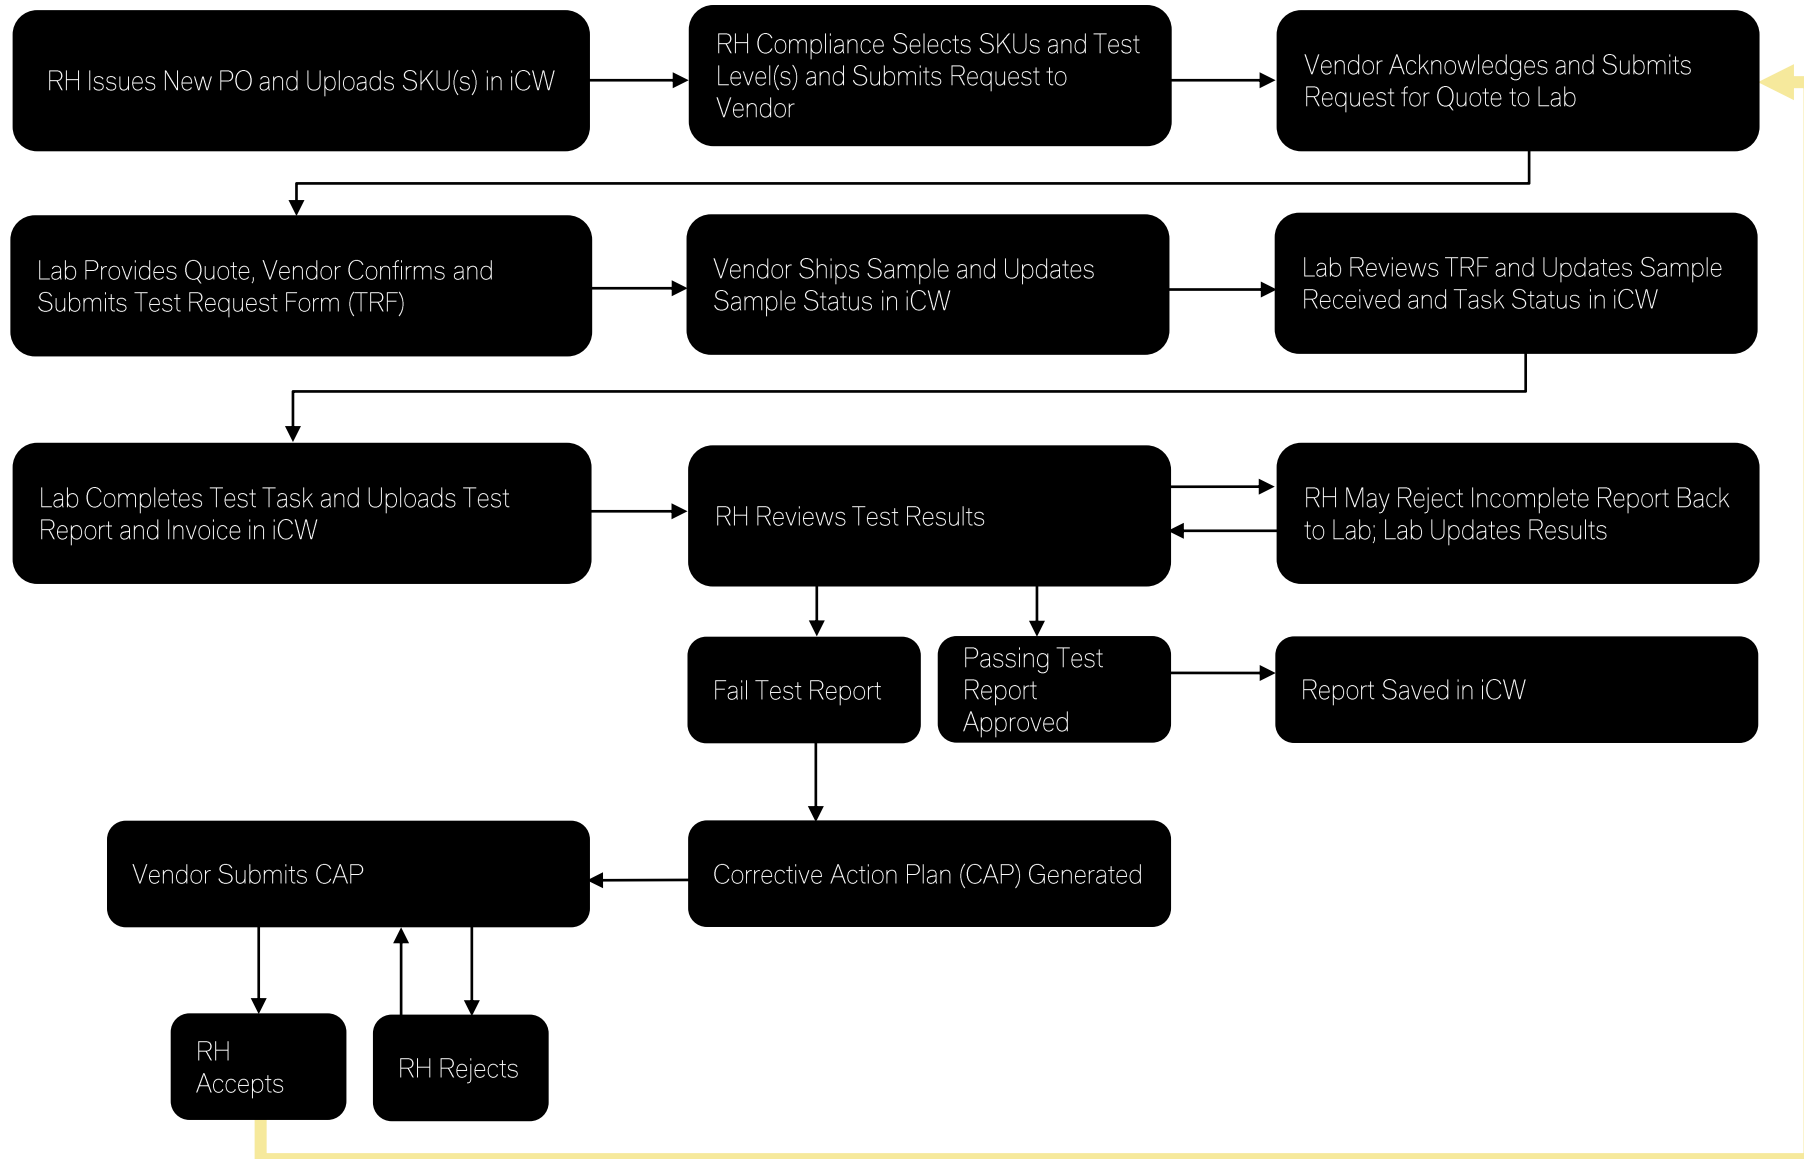 RH Issues New PO and Uploads SKU(s) in iCW
RH Compliance Selects SKUs and Test
Level(s) and Submits Request to
Vendor
Vendor Acknowledges and Submits
Request for Quote to Lab
Lab Provides Quote, Vendor Confirms and
Submits Test Request Form (TRF)
Vendor Ships Sample and Updates
Sample Status in iCW
Lab Reviews TRF and Updates Sample
Received and Task Status in iCW
Lab Completes Test Task and Uploads Test
Report and Invoice in iCW
RH Reviews Test Results
RH May Reject Incomplete Report Back
to Lab; Lab Updates Results
Fail Test Report
Passing Test
Report
Approved
Report Saved in iCW
Vendor Submits CAP
Corrective Action Plan (CAP) Generated
RH
Accepts
RH Rejects